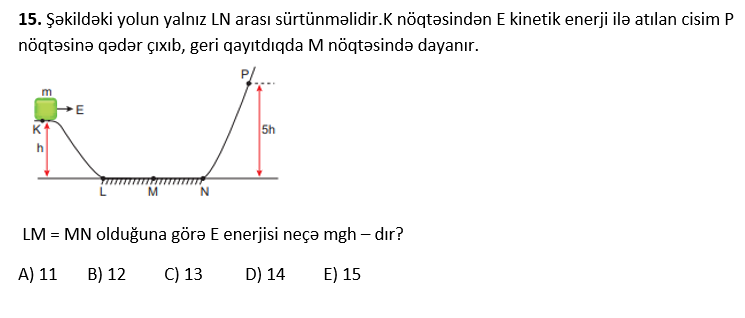 15. Şəkildəki yolun yalnız LN arası sürtünməlidir.K nöqtəsindən E kinetik enerji ilə atılan cisim P
nöqtəsinə qədər çıxıb, geri qayıtdıqda M nöqtəsində dayanır.
P
m
E
K
5h
h
L M N
LM = MN olduğuna görə E enerjisi neçə mgh – dır?
A) 11 B) 12 C) 13 D) 14 E) 15